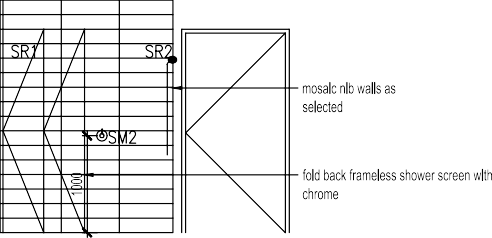 SR1
SR2
mosaic nib walls as
selected
SM2
1000
fold back frameless shower screen with
chrome